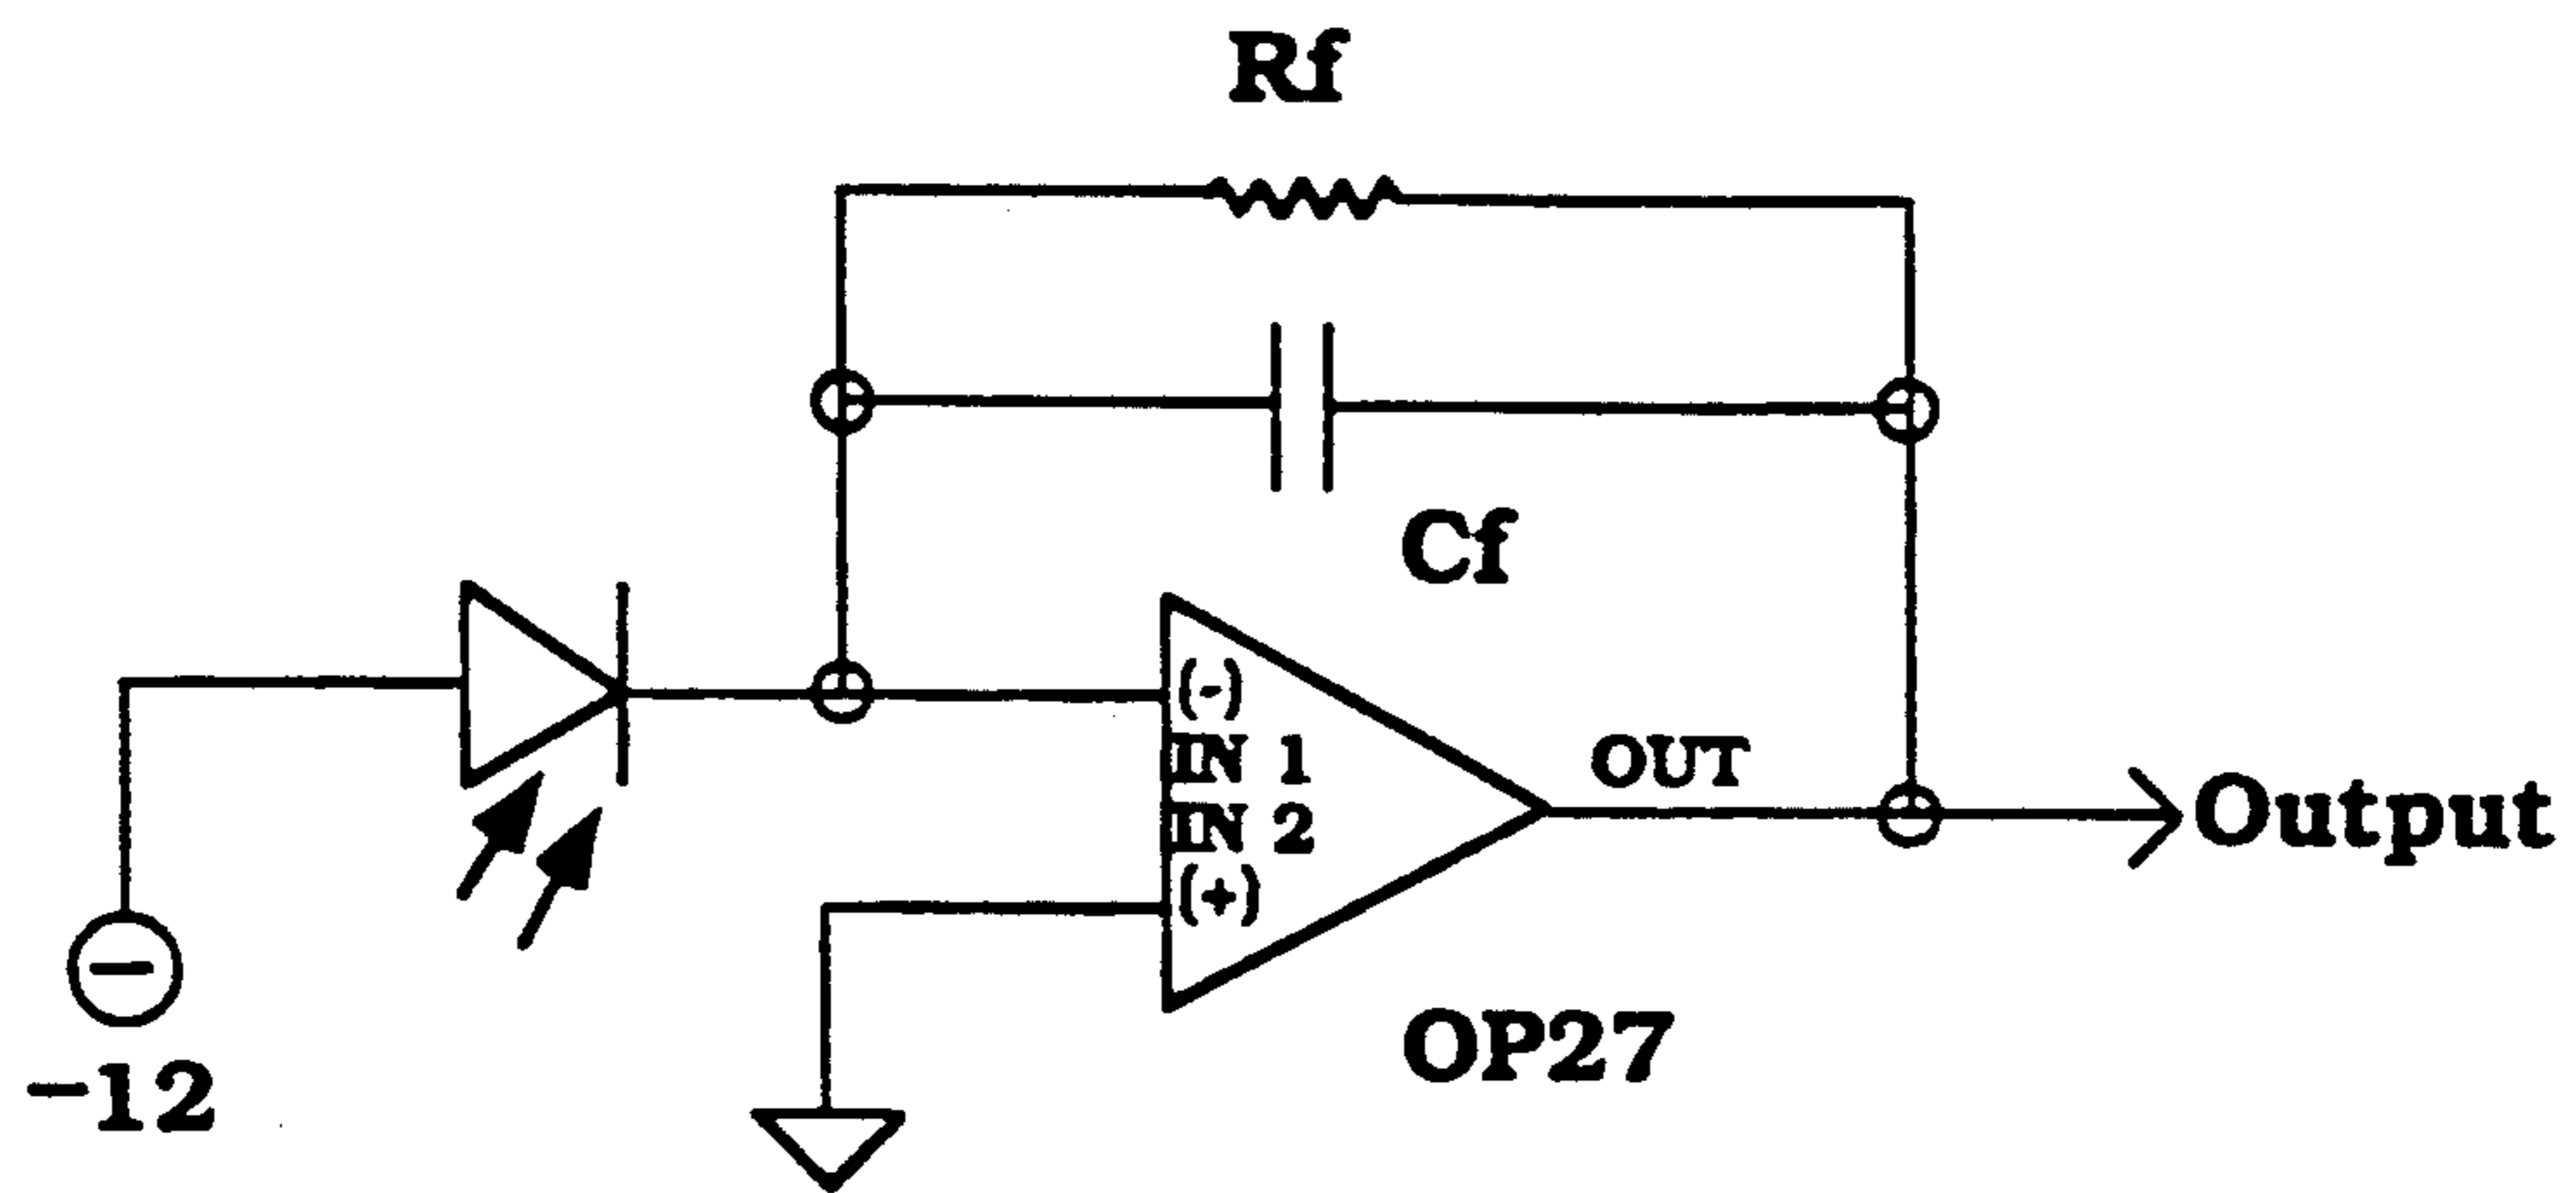 Rf
Cf
(-)
IN 1
OUT
IN 2
Output
(+)
OP27
−12